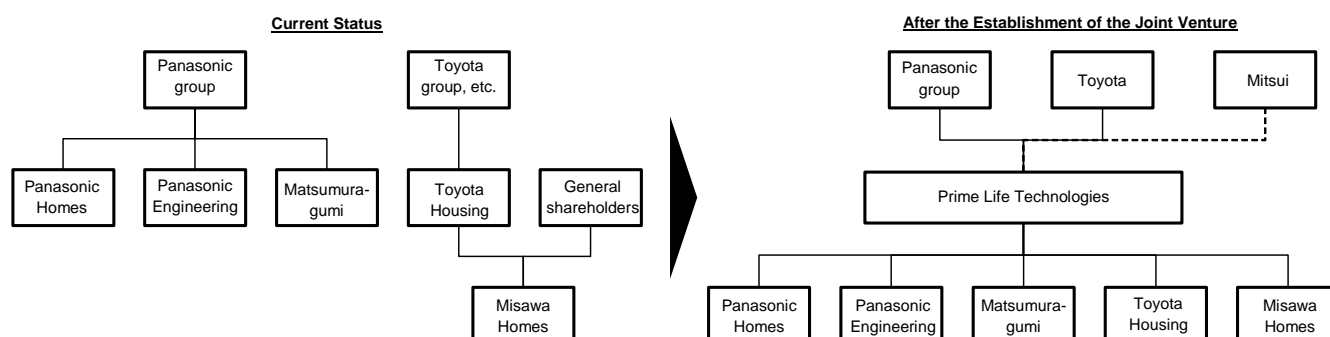 Current Status
Panasonic
group
Toyota
group, etc.
Panasonic
Homes
Panasonic
Engineering
Matsumura-
gumi
Toyota
Housing
General
shareholders
Misawa
Homes
After the Establishment of the Joint Venture
Panasonic
group
Toyota
Mitsui
Prime Life Technologies
Panasonic
Homes
Panasonic
Engineering
Matsumura-
gumi
Toyota
Housing
Misawa
Homes